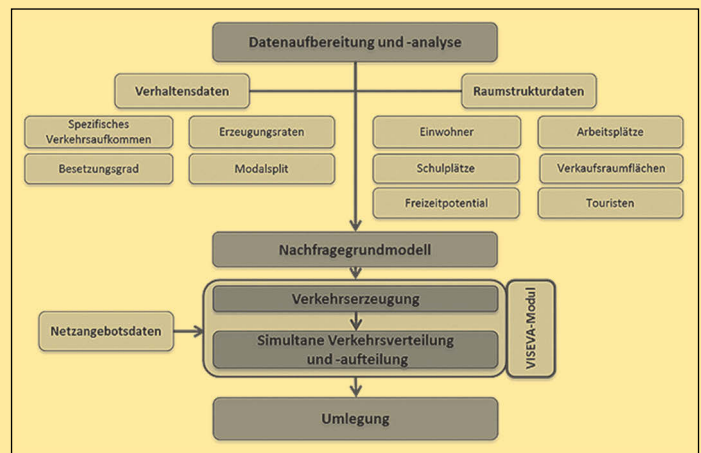 Datenaufbereitung und -analyse
Verhaltensdaten
Raumstrukturdaten
Spezifisches
Verkehrsaufkommen
Erzeugungsraten
Einwohner
Arbeitsplätze
Besetzungsgrad
Modalsplit
Schulplätze
Verkaufsraumflächen
Freizeitpotential
Touristen
Nachfragegrundmodell
Verkehrserzeugung
Netzangebotsdaten
Simultane Verkehrsverteilung
und -aufteilung
VISEVA-Modul
Umlegung